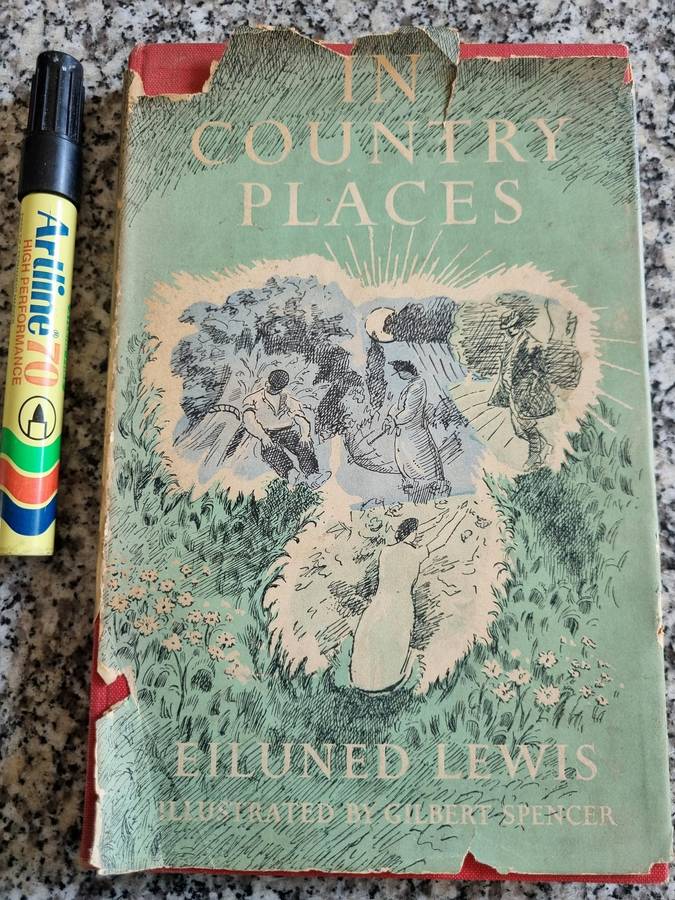 Artline® 70
HIGH PERFORMANCE
IN
COUNTRY
PLACES
EILUNED LEWIS
ILLUSTRATED BY GILBERT SPENCER